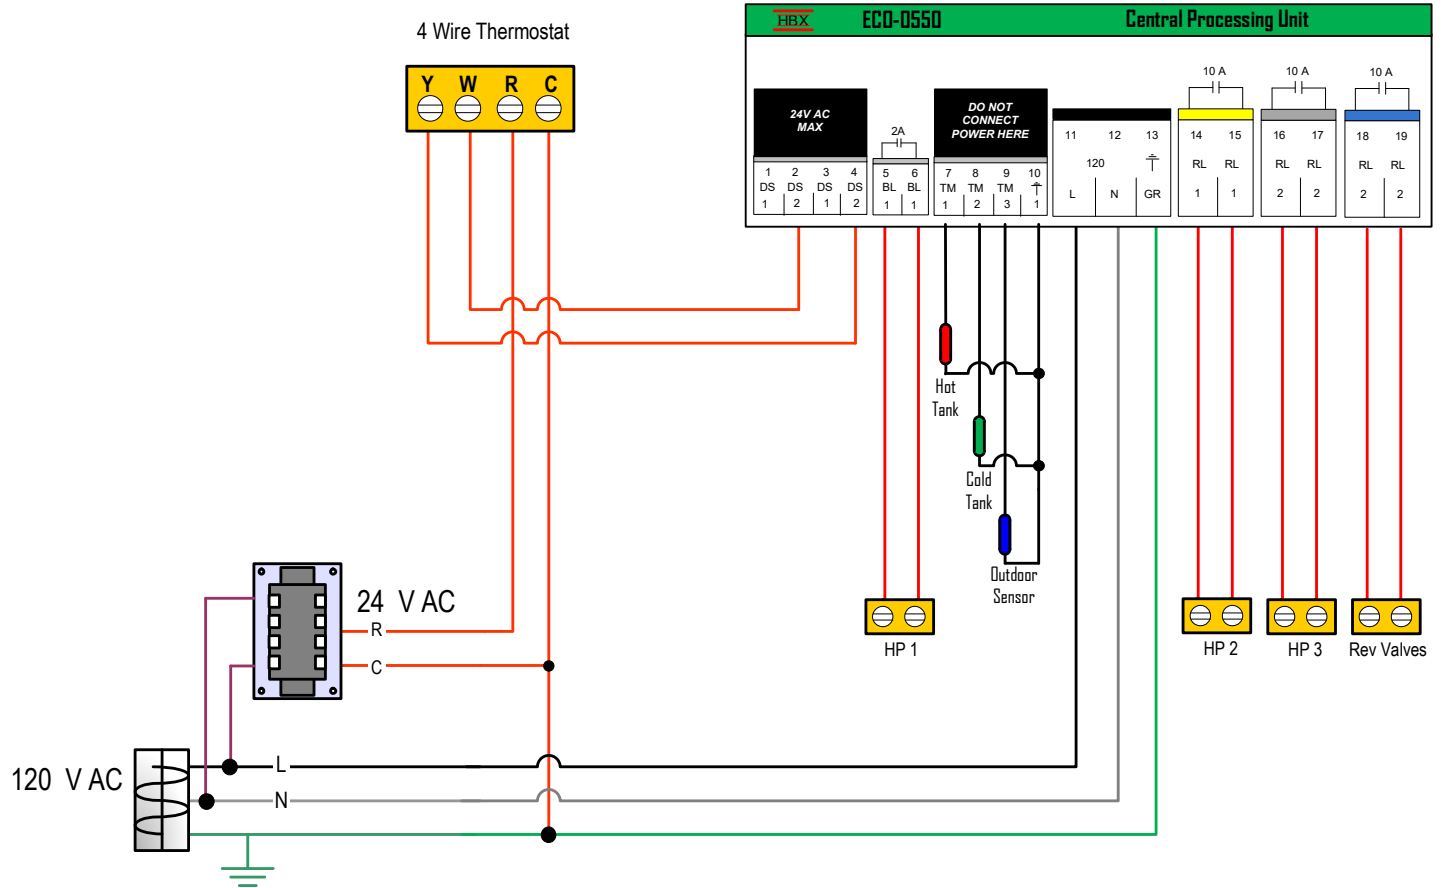 HBX ECO-0550 Central Processing Unit
4 Wire Thermostat
Y W R C
24V AC
MAX
2A
DO NOT
CONNECT
POWER HERE
10 A 10 A 10 A
1 2 3 4 5 6 7 8 9 10 11 12 13 14 15 16 17 18 19
DS DS DS DS BL BL TM TM TM 120 RL RL RL RL RL RL
1 2 1 2 1 1 1 2 3 1 L N GR 1 1 2 2 2 2
Hot
Tank
Cold
Tank
Outdoor
Sensor
24 V AC
R
C
HP 1
HP 2
HP 3
Rev Valves
120 V AC
L
N